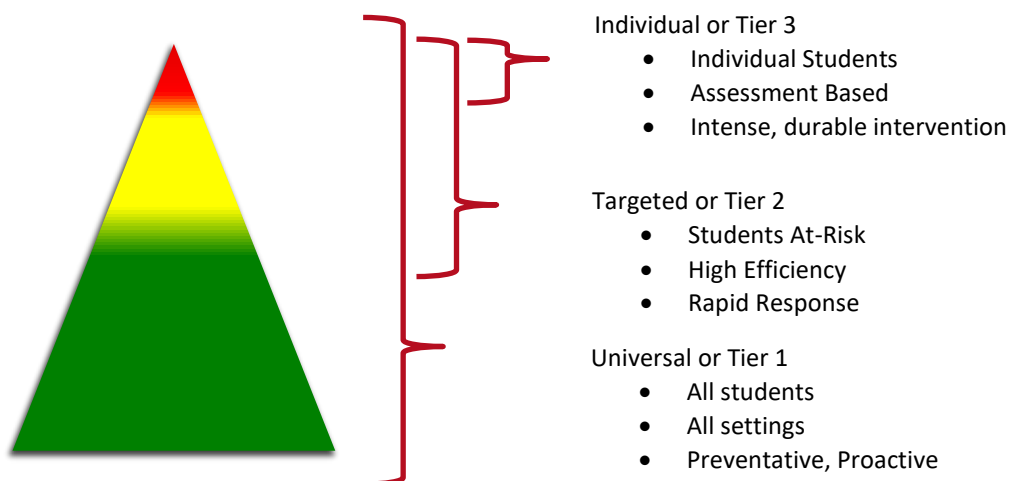 Individual or Tier 3
• Individual Students
• Assessment Based
• Intense, durable intervention
Targeted or Tier 2
• Students At-Risk
• High Efficiency
• Rapid Response
Universal or Tier 1
• All students
• All settings
• Preventative, Proactive